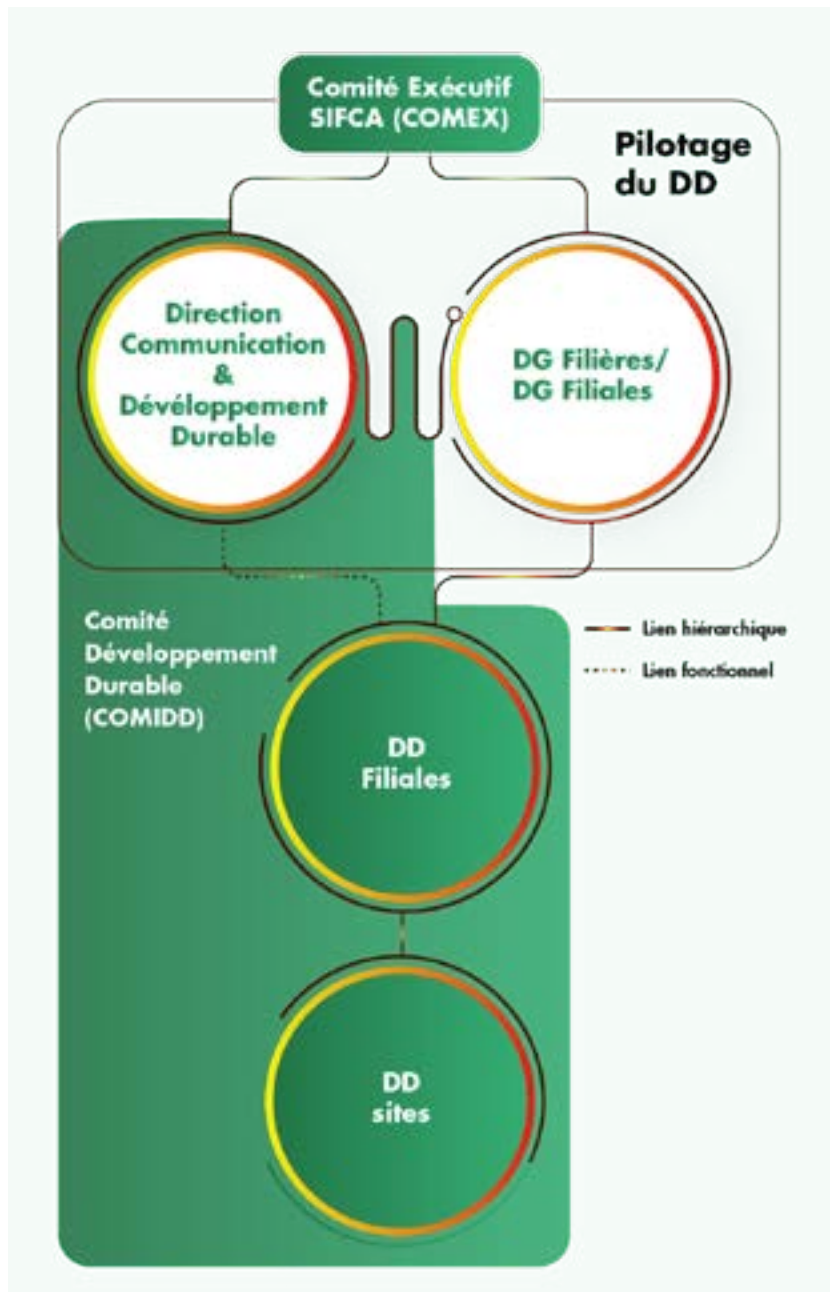 Comité Exécutif
SIFCA (COMEX)
Pilotage
du DD
Direction
Communication
&
Dévéloppement
Durable
DG Filières/
DG Filiales
Comité
Développement
Durable
(COMIDD)
Lien hiérarchique
Lien fonctionnel
DD
Filiales
DD
sites